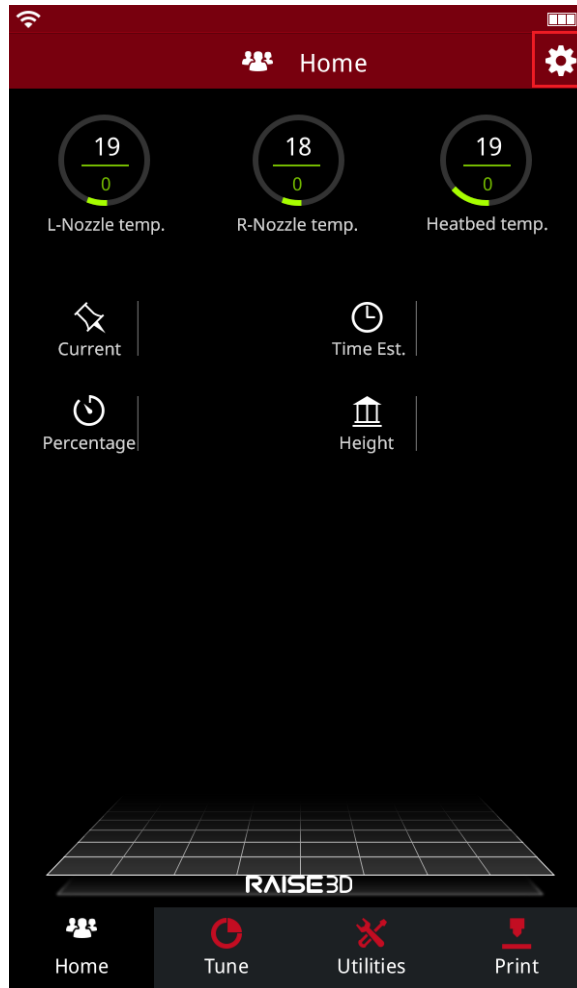 Home
19
0
18
0
19
0
L-Nozzle temp.
R-Nozzle temp.
Heatbed temp.
Current
Time Est.
Percentage
Height
RAISE3D
Home
Tune
Utilities
Print